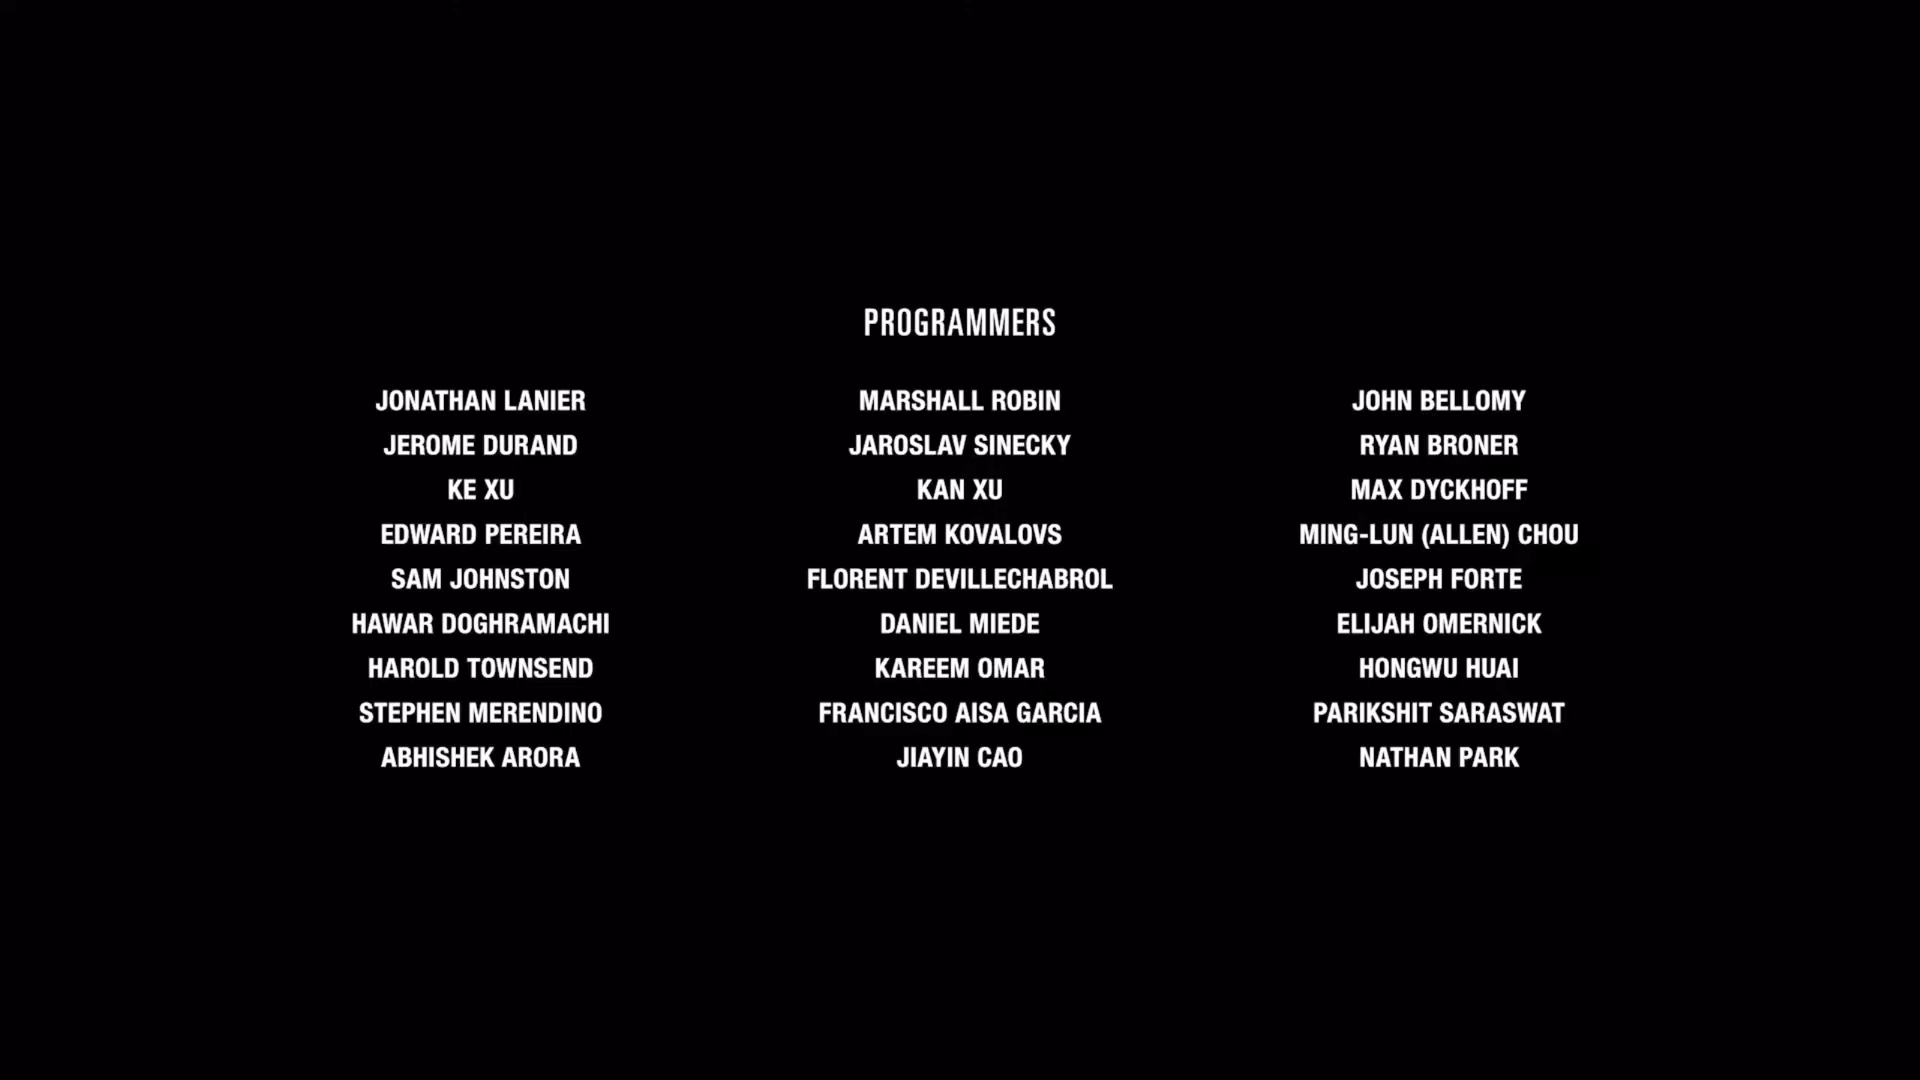 PROGRAMMERS
JONATHAN LANIER MARSHALL ROBIN JOHN BELLOMY
JEROME DURAND JAROSLAV SINECKY RYAN BRONER
KE XU KAN XU MAX DYCKHOFF
EDWARD PEREIRA ARTEM KOVALOVS MING-LUN (ALLEN) CHOU
SAM JOHNSTON FLORENT DEVILLECHABROL JOSEPH FORTE
HAWAR DOGHRAMACHI DANIEL MIEDE ELIJAH OMERNICK
HAROLD TOWNSEND KAREEM OMAR HONGWU HUAI
STEPHEN MERENDINO FRANCISCO AISA GARCIA PARIKSHIT SARASWAT
ABHISHEK ARORA JIAYIN CAO NATHAN PARK